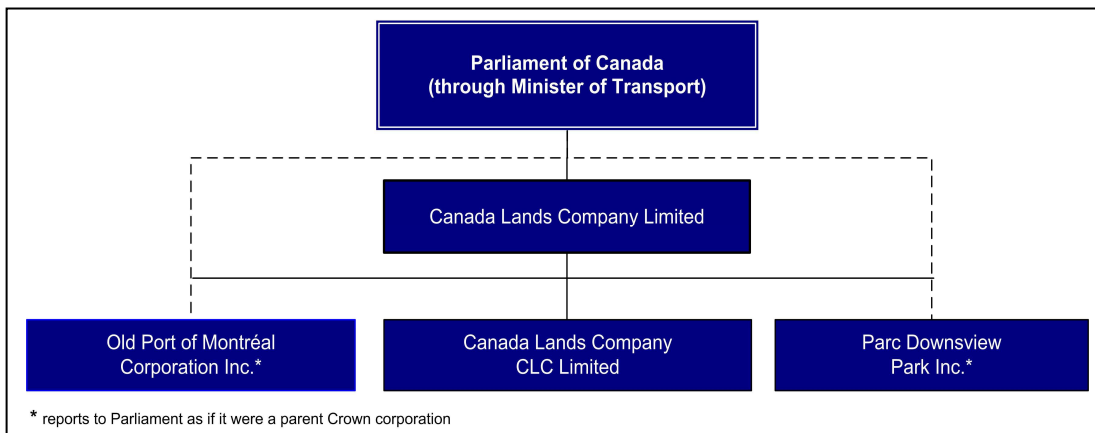 Parliament of Canada
(through Minister of Transport)
Canada Lands Company Limited
Old Port of Montréal
Corporation Inc.*
Canada Lands Company
CLC Limited
Parc Downsview
Park Inc.*
* reports to Parliament as if it were a parent Crown corporation